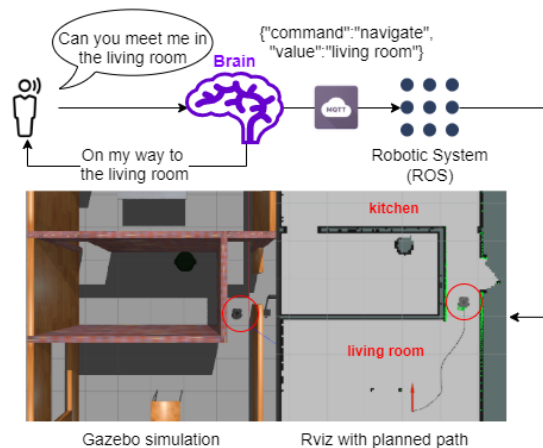 Can you meet me in
the living room
Brain
{"command":"navigate",
"value":"living room"}
MQTT
On my way to
the living room
Robotic System
(ROS)
kitchen
living room
Gazebo simulation
Rviz with planned path